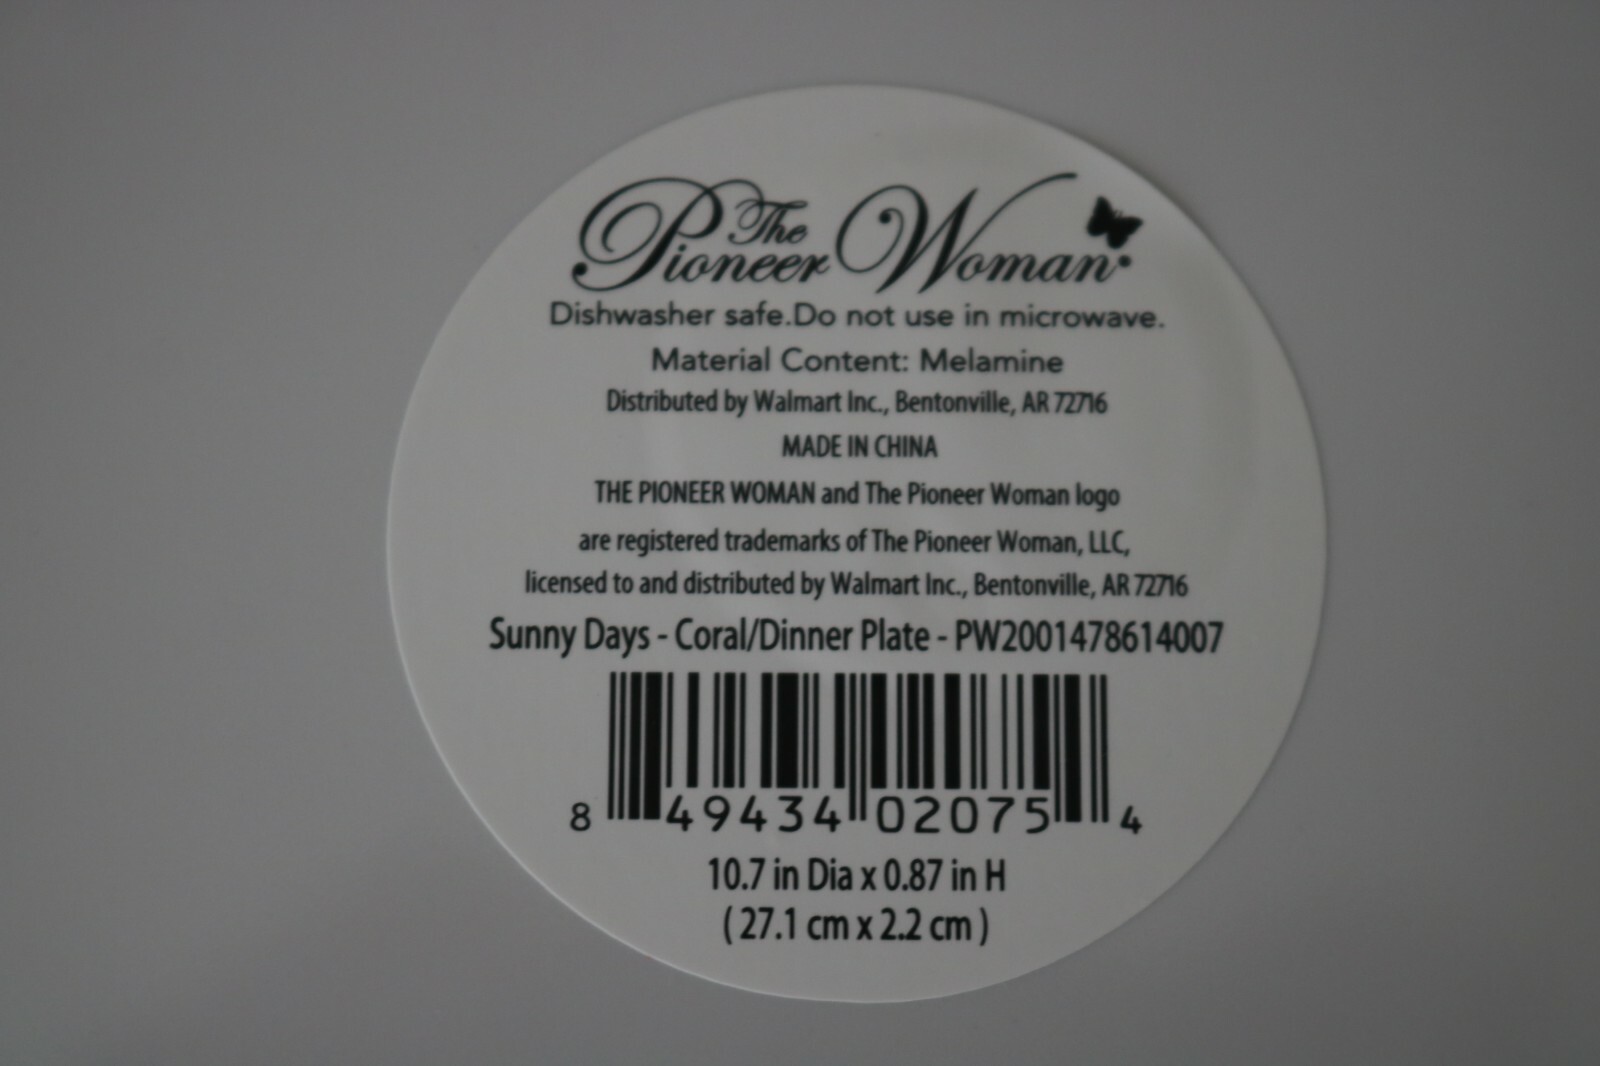 The Pioneer Woman®
Dishwasher safe.Do not use in microwave.
Material Content: Melamine
Distributed by Walmart Inc., Bentonville, AR 72716
MADE IN CHINA
THE PIONEER WOMAN and The Pioneer Woman logo
are registered trademarks of The Pioneer Woman, LLC,
licensed to and distributed by Walmart Inc., Bentonville, AR 72716
Sunny Days - Coral/Dinner Plate - PW2001478614007
8 49434 02075 4
10.7 in Dia x 0.87 in H
( 27.1 cm x 2.2 cm )